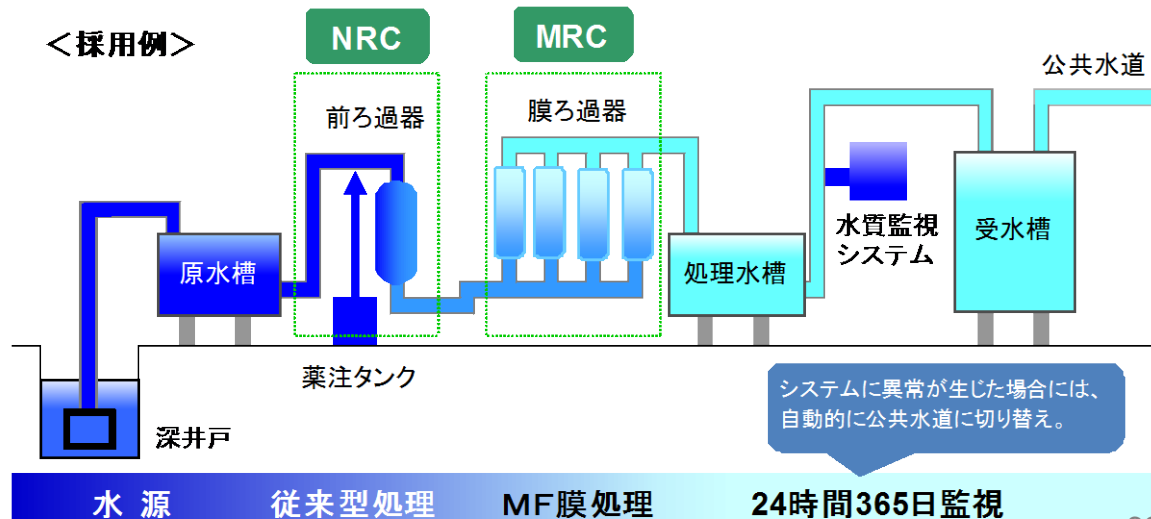 ＜採用例＞
NRC
MRC
公共水道
前ろ過器
膜ろ過器
原水槽
処理水槽
水質監視
システム
受水槽
薬注タンク
深井戸
システムに異常が生じた場合には、
自動的に公共水道に切り替え。
水 源
従来型処理
MF膜処理
24時間365日監視